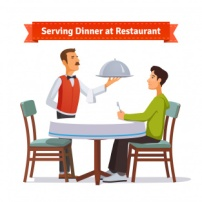 Serving Dinner at Restaurant